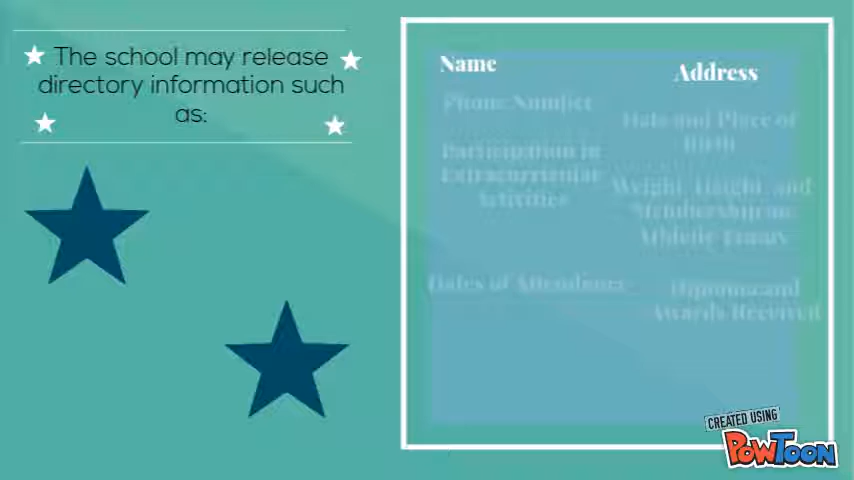 The school may release
directory information such
as:
Name
Address
Phone Number
Date and Place of
Birth
Participation in
Extracurricular
Activities
Weight, Height, and
Membership on
Athletic Teams
Dates of Attendance
Diploma and
Awards Received
CREATED USING
POWTOON